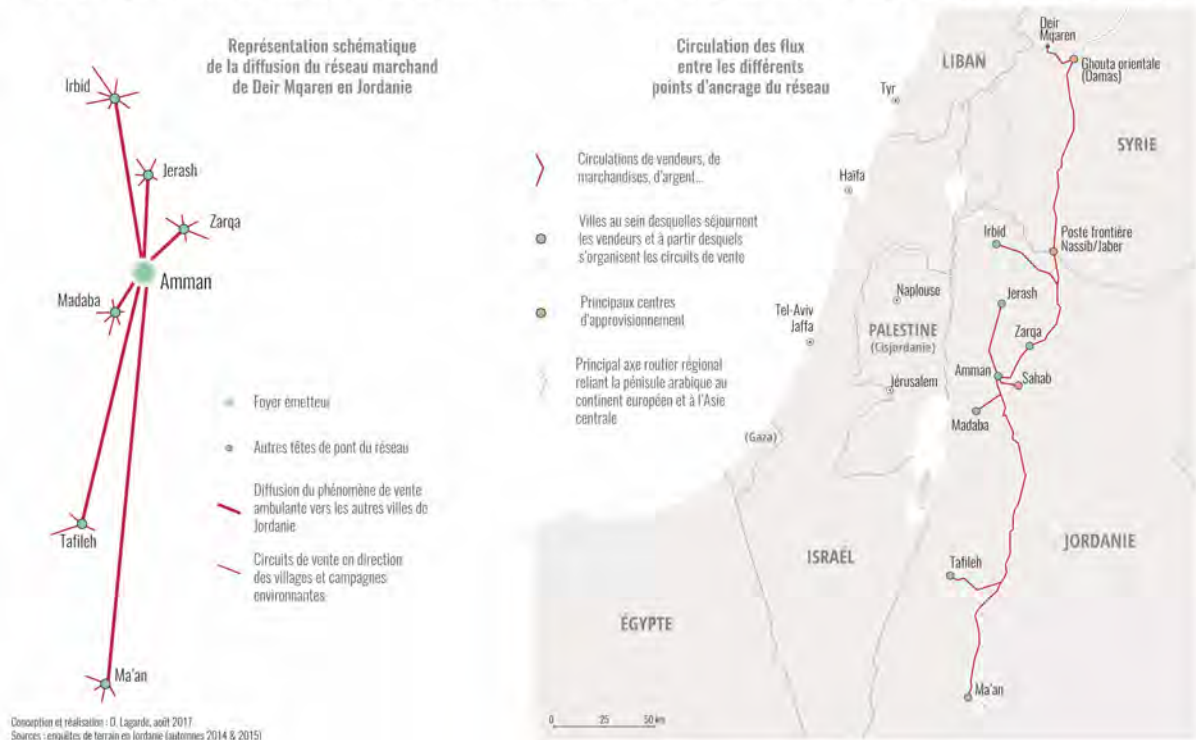 Représentation schématique
de la diffusion du réseau marchand
de Deir Mqaren en Jordanie
Irbid
Jerash
Zarqa
Amman
Madaba
Tafileh
Ma'an
Foyer émetteur
Autres têtes de pont du réseau
Diffusion du phénomène de vente
ambulante vers les autres villes de
Jordanie
Circuits de vente en direction
des villages et campagnes
environnantes
Conception et réalisation : D. Lagarde, août 2017
Sources : enquêtes de terrain en Jordanie (automnes 2014 & 2015)
Circulation des flux
entre les différents
points d'ancrage du réseau
Circulations de vendeurs, de
marchandises, d'argent...
Villes au sein desquelles séjournent
les vendeurs et à partir desquels
s'organisent les circuits de vente
Principaux centres
d'approvisionnement
Principal axe routier régional
reliant la pénisule arabique au
continent européen et à l'Asie
centrale
Deir
Mqaren
Ghouta orientale
(Damas)
LIBAN
Tyr
SYRIE
Haïfa
Irbid
Poste frontière
Nassib/Jaber
Naplouse
Jerash
Tel-Aviv
Jaffa
PALESTINE
(Cisjordanie)
Zarqa
Amman
Sahab
Jérusalem
Madaba
(Gaza)
JORDANIE
ISRAËL
Tafileh
ÉGYPTE
Ma'an
0 25 50 km